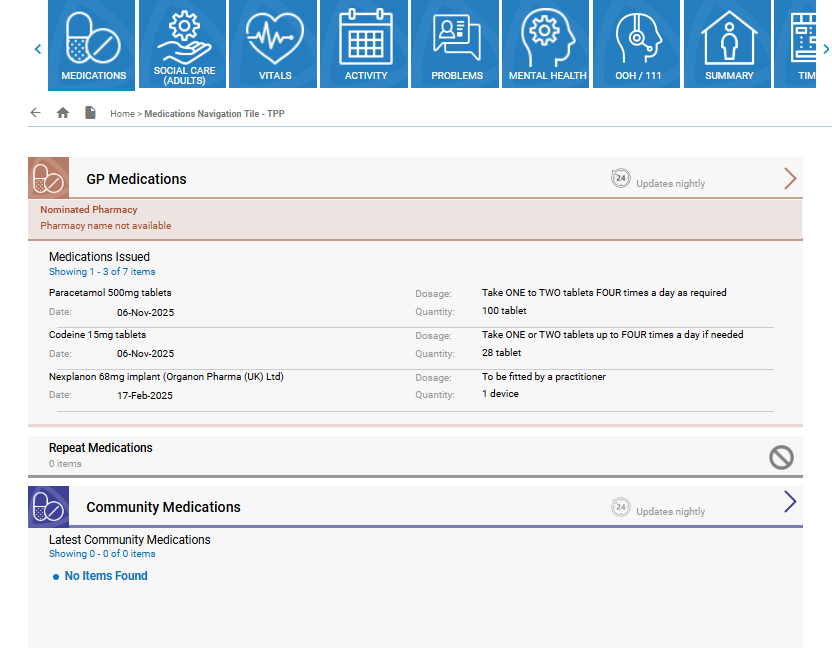 MEDICATIONS
SOCIAL CARE
(ADULTS)
VITALS
ACTIVITY
PROBLEMS
MENTAL HEALTH
OOH / 111
SUMMARY
TIM
Home > Medications Navigation Tile - TPP
GP Medications
24 Updates nightly
Nominated Pharmacy
Pharmacy name not available
Medications Issued
Showing 1 - 3 of 7 items
Paracetamol 500mg tablets Dosage: Take ONE to TWO tablets FOUR times a day as required
Date: 06-Nov-2025 Quantity: 100 tablet
Codeine 15mg tablets Dosage: Take ONE or TWO tablets up to FOUR times a day if needed
Date: 06-Nov-2025 Quantity: 28 tablet
Nexplanon 68mg implant (Organon Pharma (UK) Ltd) Dosage: To be fitted by a practitioner
Date: 17-Feb-2025 Quantity: 1 device
Repeat Medications
0 items
Community Medications
24 Updates nightly
Latest Community Medications
Showing 0 - 0 of 0 items
No Items Found